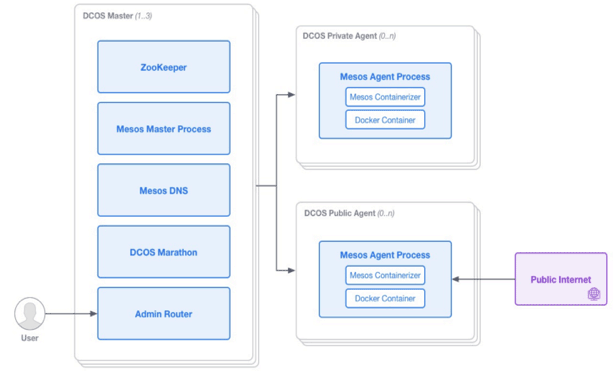 DCOS Master (1..3)
ZooKeeper
Mesos Master Process
Mesos DNS
DCOS Marathon
Admin Router
User
DCOS Private Agent (0..n)
Mesos Agent Process
Mesos Containerizer
Docker Container
DCOS Public Agent (0..n)
Mesos Agent Process
Mesos Containerizer
Docker Container
Public Internet